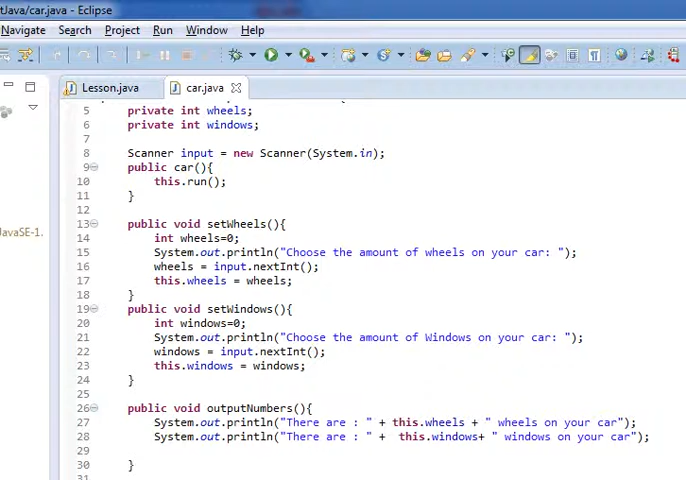 tJava/car.java - Eclipse
Navigate Search Project Run Window Help
Lesson.java car.java
5 private int wheels;
6 private int windows;
7
8 Scanner input = new Scanner(System.in);
9 public car(){
10 this.run();
11 }
12
13 public void setWheels(){
14 int wheels=0;
15 System.out.println("Choose the amount of wheels on your car: ");
16 wheels = input.nextInt();
17 this.wheels = wheels;
18 }
19 public void setWindows(){
20 int windows=0;
21 System.out.println("Choose the amount of Windows on your car: ");
22 windows = input.nextInt();
23 this.windows = windows;
24 }
JavaSE-1.
25
26 public void outputNumbers(){
27 System.out.println("There are : " + this.wheels + " wheels on your car");
28 System.out.println("There are : " + this.windows+ " windows on your car");
29
30 }
31